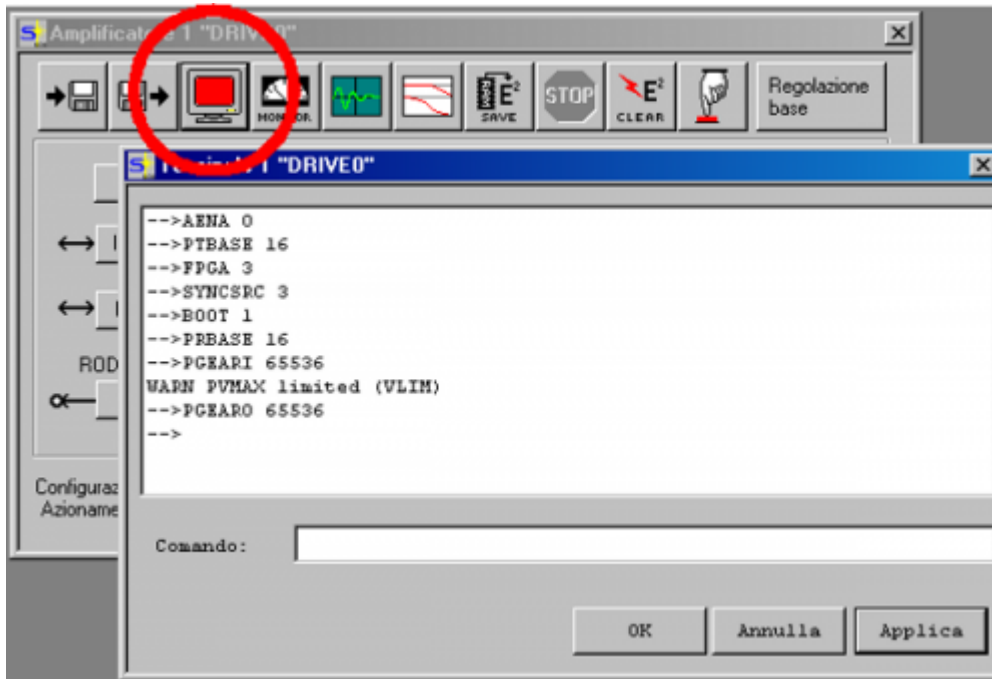 Amplificatore 1 "DRIVE0"
MONITOR
E²
SAVE
STOP
E²
CLEAR
Regolazione
base
1 "DRIVE0"
-->AENA 0
-->PTBASE 16
-->FPGA 3
-->SYNCSRC 3
-->BOOT 1
-->PRBASE 16
-->PGEARI 65536
WARN PVMAX limited (VLIM)
-->PGEARO 65536
-->
ROD
Configuraz
Azioname
Comando:
OK Annulla Applica